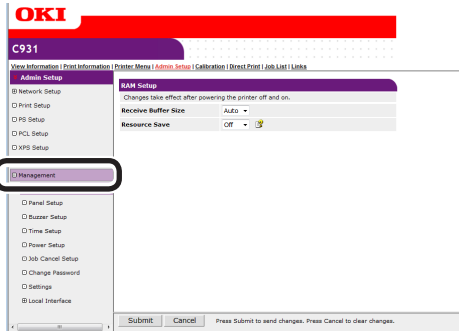 OKI
C931
View Information | Print Information | Printer Menu | Admin Setup | Calibration | Direct Print | Job List | Links
Admin Setup
Network Setup
Print Setup
PS Setup
PCL Setup
XPS Setup
Management
Panel Setup
Buzzer Setup
Time Setup
Power Setup
Job Cancel Setup
Change Password
Settings
Local Interface
RAM Setup
Changes take effect after powering the printer off and on.
Receive Buffer Size Auto
Resource Save Off
Submit Cancel Press Submit to send changes. Press Cancel to clear changes.